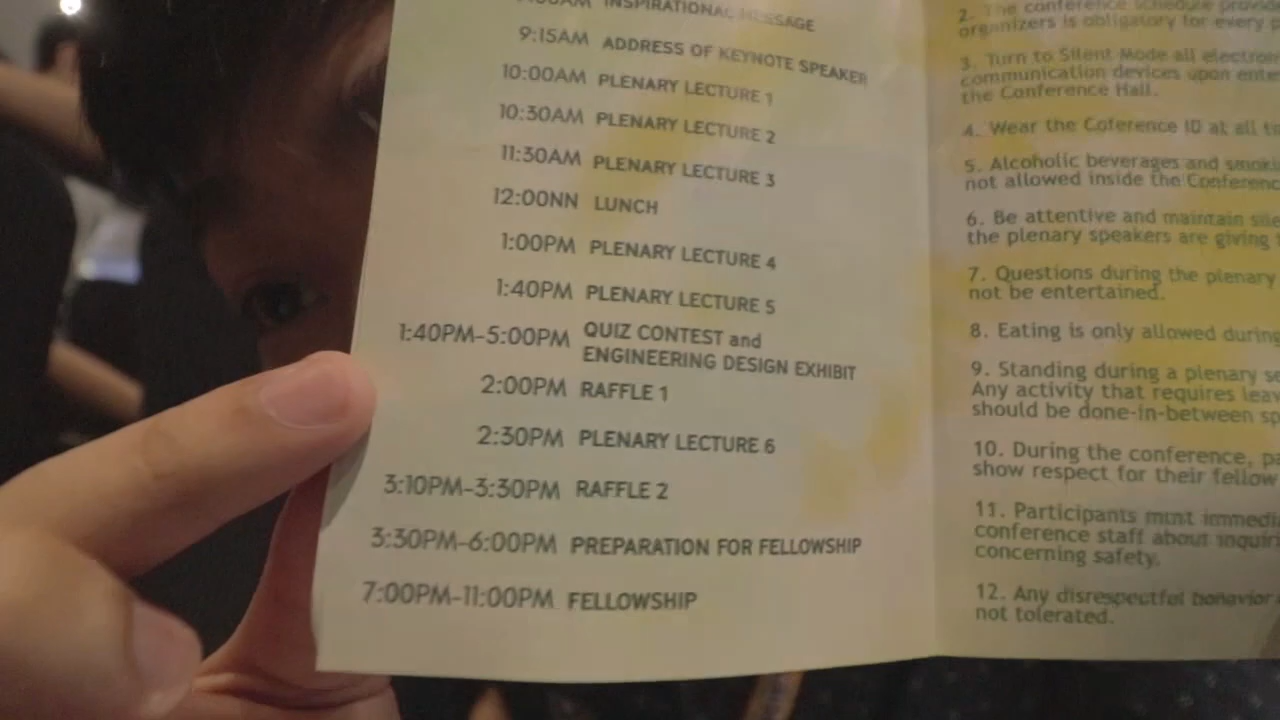 INSPIRATIONAL MESSAGE
9:15AM ADDRESS OF KEYNOTE SPEAKER
10:00AM PLENARY LECTURE 1
10:30AM PLENARY LECTURE 2
11:30AM PLENARY LECTURE 3
12:00NN LUNCH
1:00PM PLENARY LECTURE 4
1:40PM PLENARY LECTURE 5
1:40PM-5:00PM QUIZ CONTEST and
ENGINEERING DESIGN EXHIBIT
2:00PM RAFFLE 1
2:30PM PLENARY LECTURE 6
3:10PM-3:30PM RAFFLE 2
3:30PM-6:00PM PREPARATION FOR FELLOWSHIP
7:00PM-11:00PM FELLOWSHIP
2. The conference schedule
organizers is obligatory for every
3. Turn to Silent Mode all
communication devices upon
the Conference Hall.
4. Wear the Coference ID at all
5. Alcoholic beverages and
not allowed inside the
6. Be attentive and maintain
the plenary speakers are giving
7. Questions during the plenary
not be entertained.
8. Eating is only allowed
9. Standing during a plenary
Any activity that requires
should be done-in-between
10. During the conference,
show respect for their fellow
11. Participants
conference staff about
concerning safety.
12. Any disrespectful
not tolerated.